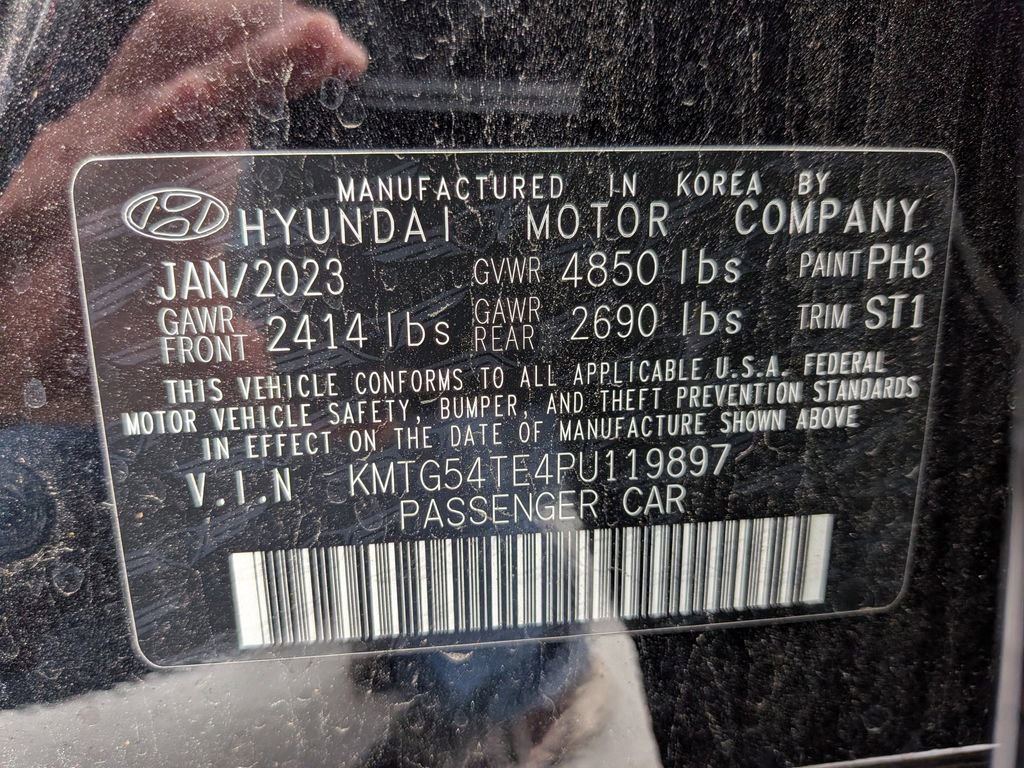 MANUFACTURED IN KOREA BY
HYUNDAI MOTOR COMPANY
JAN/2023 GVWR 4850 lbs PAINT PH3
GAWR FRONT 2414 lbs GAWR REAR 2690 lbs TRIM ST1
THIS VEHICLE CONFORMS TO ALL APPLICABLE U.S.A. FEDERAL
MOTOR VEHICLE SAFETY, BUMPER, AND THEFT PREVENTION STANDARDS
IN EFFECT ON THE DATE OF MANUFACTURE SHOWN ABOVE
V.I.N KMTG54TE4PU119897
PASSENGER CAR